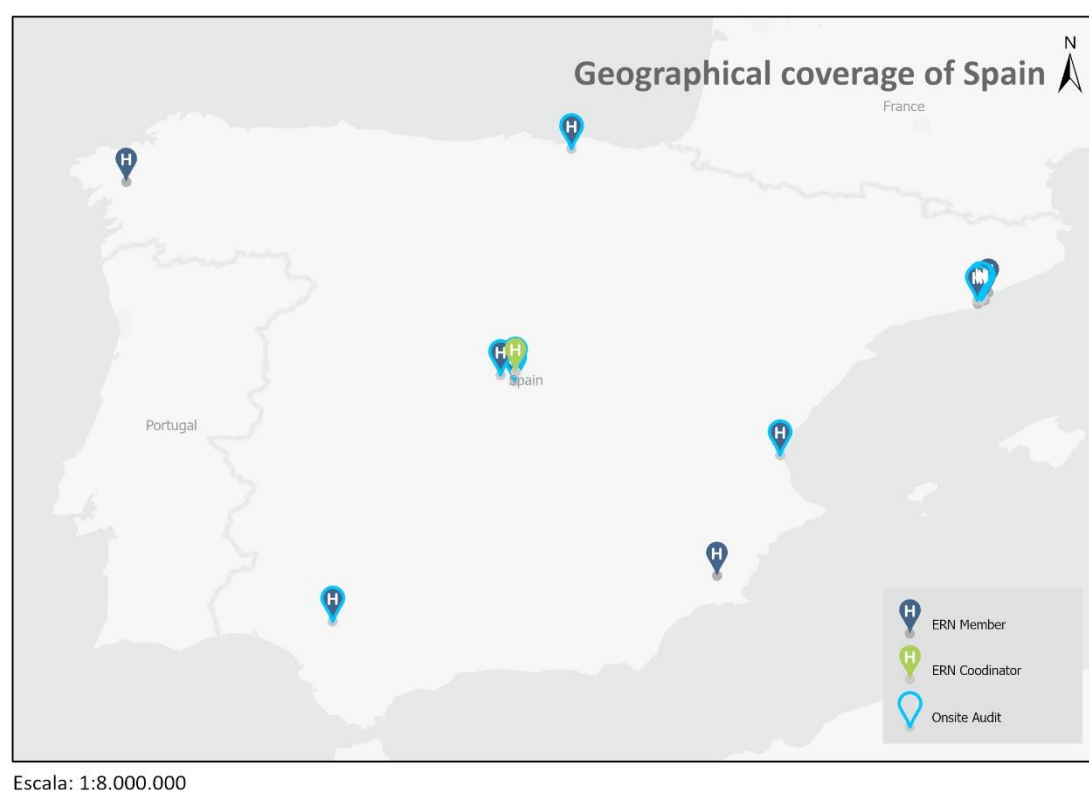 N
Geographical coverage of Spain
France
H
H
H
H
H
Spain
Portugal
H
H
H
H
ERN Member
H
ERN Coodinator
Onsite Audit
Escala: 1:8.000.000